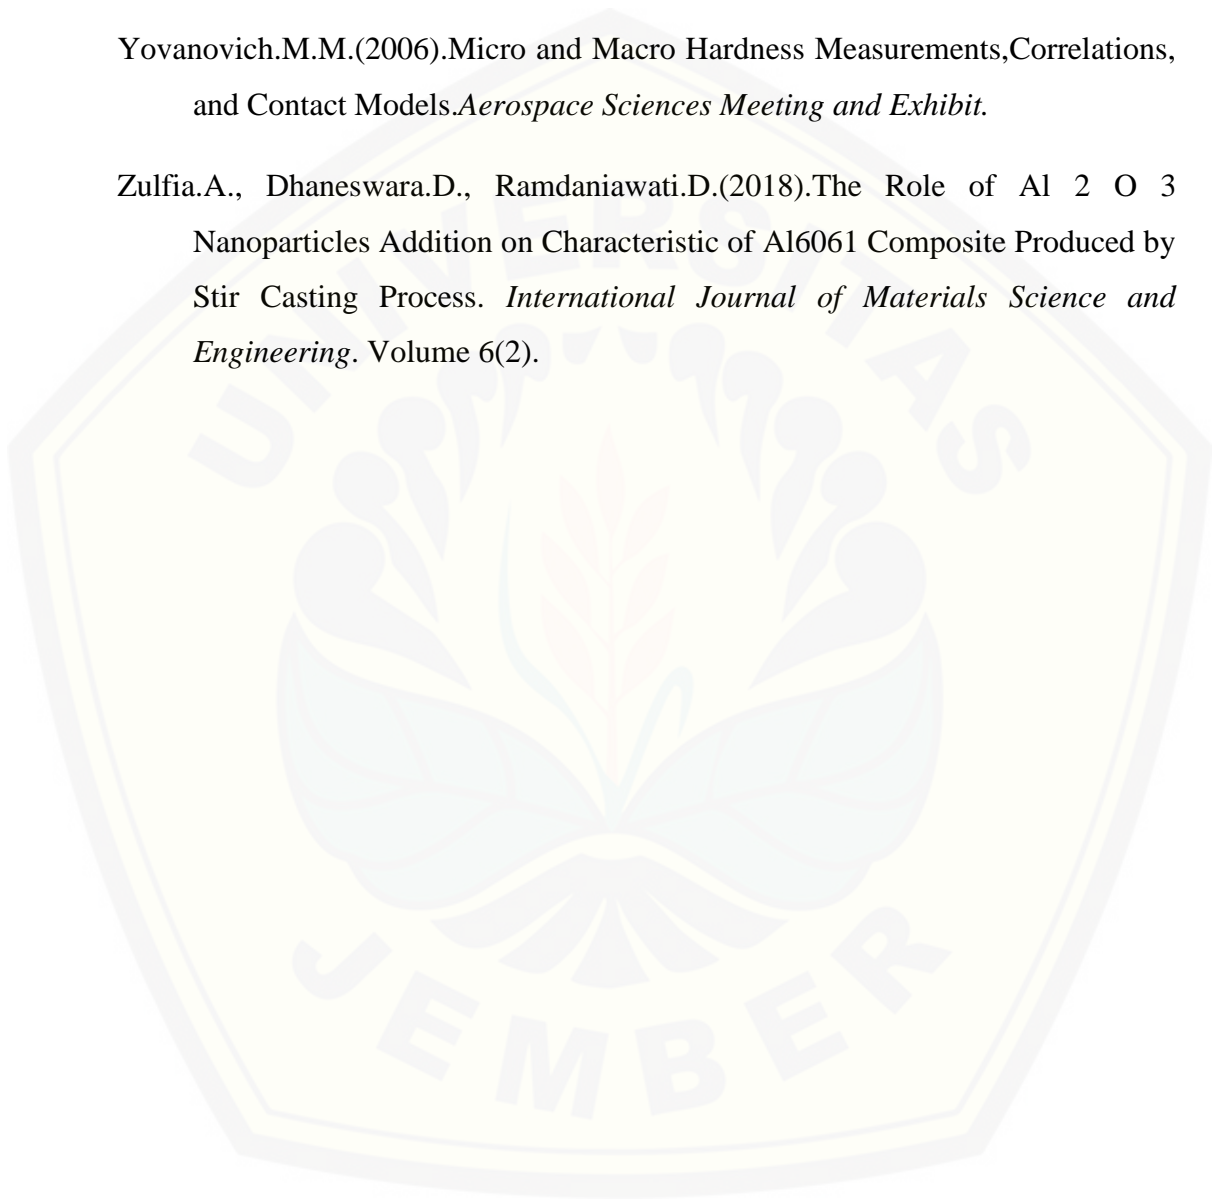 Yovanovich.M.M.(2006).Micro and Macro Hardness Measurements,Correlations,
and Contact Models.Aerospace Sciences Meeting and Exhibit.
Zulfia.A., Dhaneswara.D., Ramdaniawati.D.(2018).The Role of Al 2 O 3
Nanoparticles Addition on Characteristic of Al6061 Composite Produced by
Stir Casting Process. International Journal of Materials Science and
Engineering. Volume 6(2).
UNIVERSITAS
JEMBER